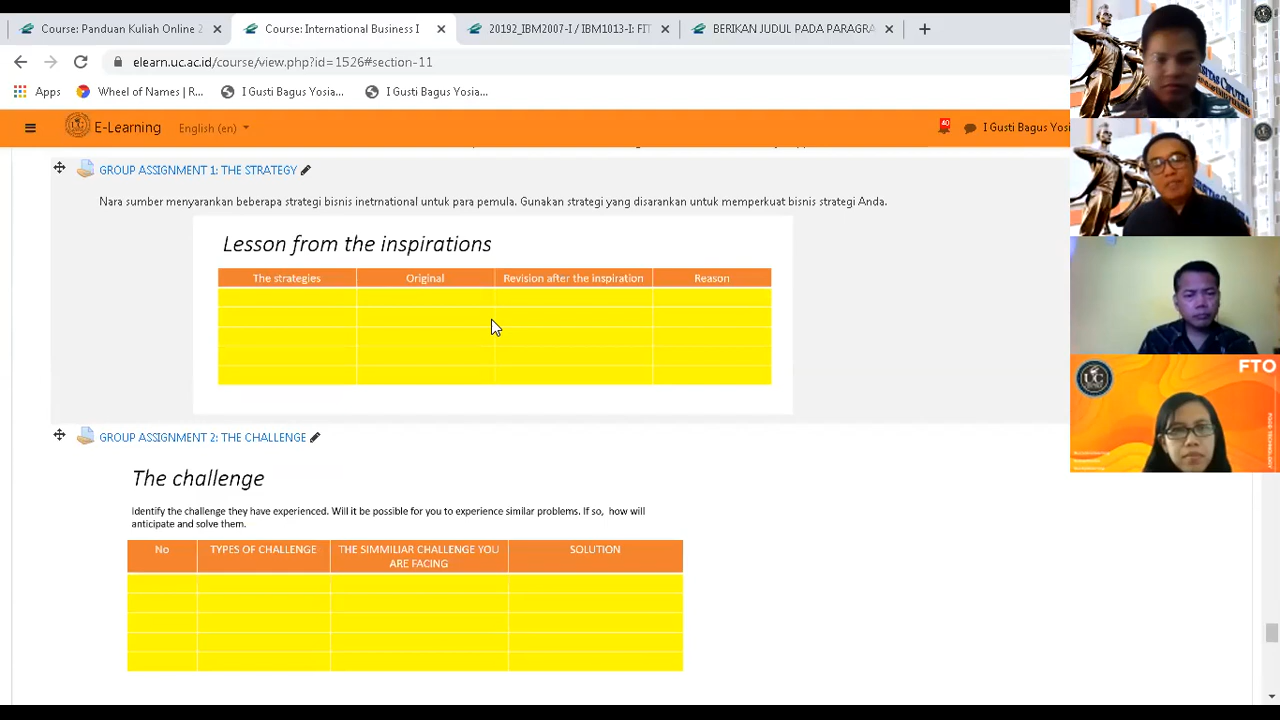 Course: Panduan Kuliah Online 2
Course: International Business I
201S_IBM2007 / IBM1013-I: FIT
BERIKAN JUDUL PADA PARAGRA
elearn.uc.ac.id/course/view.php?id=1526#section-11
Apps
Wheel of Names | R...
I Gusti Bagus Yosia...
I Gusti Bagus Yosia...
E-Learning
English (en)
40
I Gusti Bagus Yosia
GROUP ASSIGNMENT 1: THE STRATEGY
Nara sumber menyarankan beberapa strategi bisnis inetrnational untuk para pemula. Gunakan strategi yang disarankan untuk memperkuat bisnis strategi Anda.
Lesson from the inspirations
The strategies
Original
Revision after the inspiration
Reason
GROUP ASSIGNMENT 2: THE CHALLENGE
The challenge
Identify the challenge they have experienced. Will it be possible for you to experience similar problems. If so, how will
anticipate and solve them.
No
TYPES OF CHALLENGE
THE SIMMILIAR CHALLENGE YOU
ARE FACING
SOLUTION
UC
FTO
FOOD TECHNOLOGY